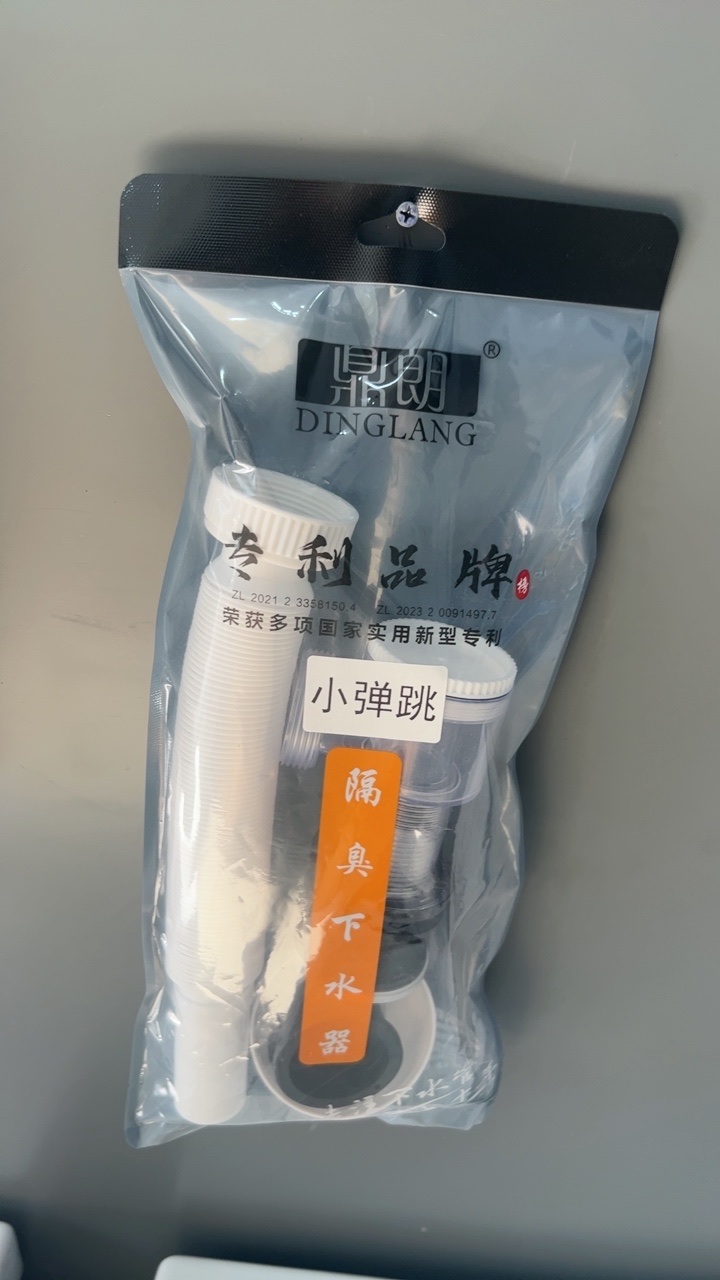 鼎朗®
DINGLANG
专利品牌
ZL 2021 2 3358150.4 ZL 2023 2 0091497.7
荣获多项国家实用新型专利
小弹跳
隔臭下水器